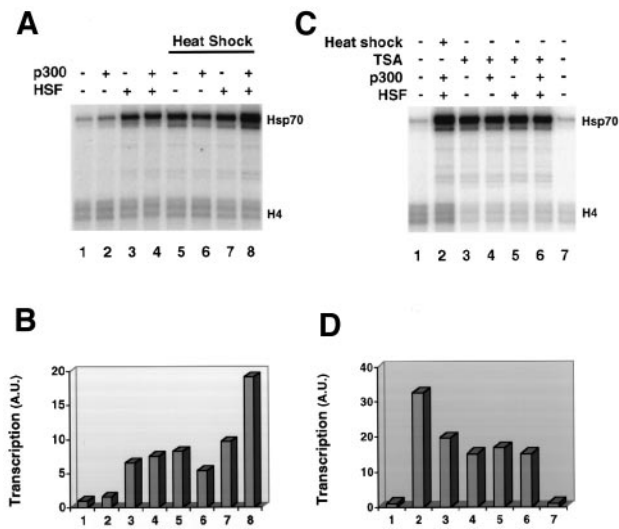 A
Heat Shock
p300 - + - + - + - +
HSF - - + + - - + +
Hsp70
H4
1 2 3 4 5 6 7 8
B
Transcription (A.U.)
20
15
10
5
0
1 2 3 4 5 6 7 8
C
Heat shock - + - - - - -
TSA - - + + + + -
p300 - + - + - + -
HSF - + - - + + -
Hsp70
H4
1 2 3 4 5 6 7
D
Transcription (A.U.)
40
30
20
10
0
1 2 3 4 5 6 7